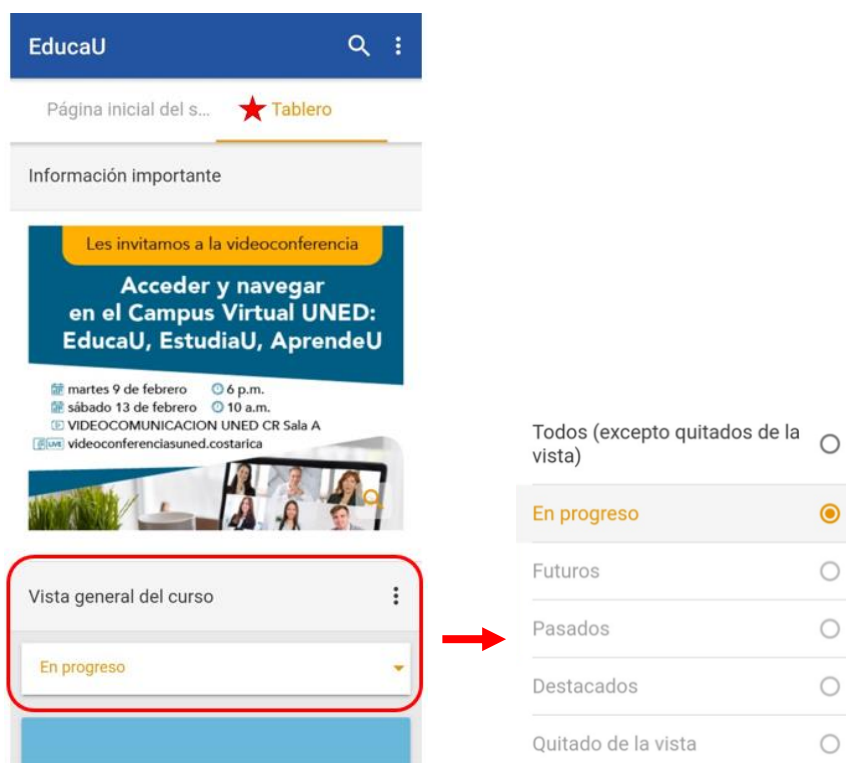 EducaU
Página inicial del s...
Tablero
Información importante
Les invitamos a la videoconferencia
Acceder y navegar
en el Campus Virtual UNED:
EducaU, EstudiaU, AprendeU
martes 9 de febrero 6 p.m.
sábado 13 de febrero 10 a.m.
VIDEOCOMUNICACION UNED CR Sala A
LIVE videoconferenciasuned.costarica
Vista general del curso
En progreso
Todos (excepto quitados de la
vista)
En progreso
Futuros
Pasados
Destacados
Quitado de la vista